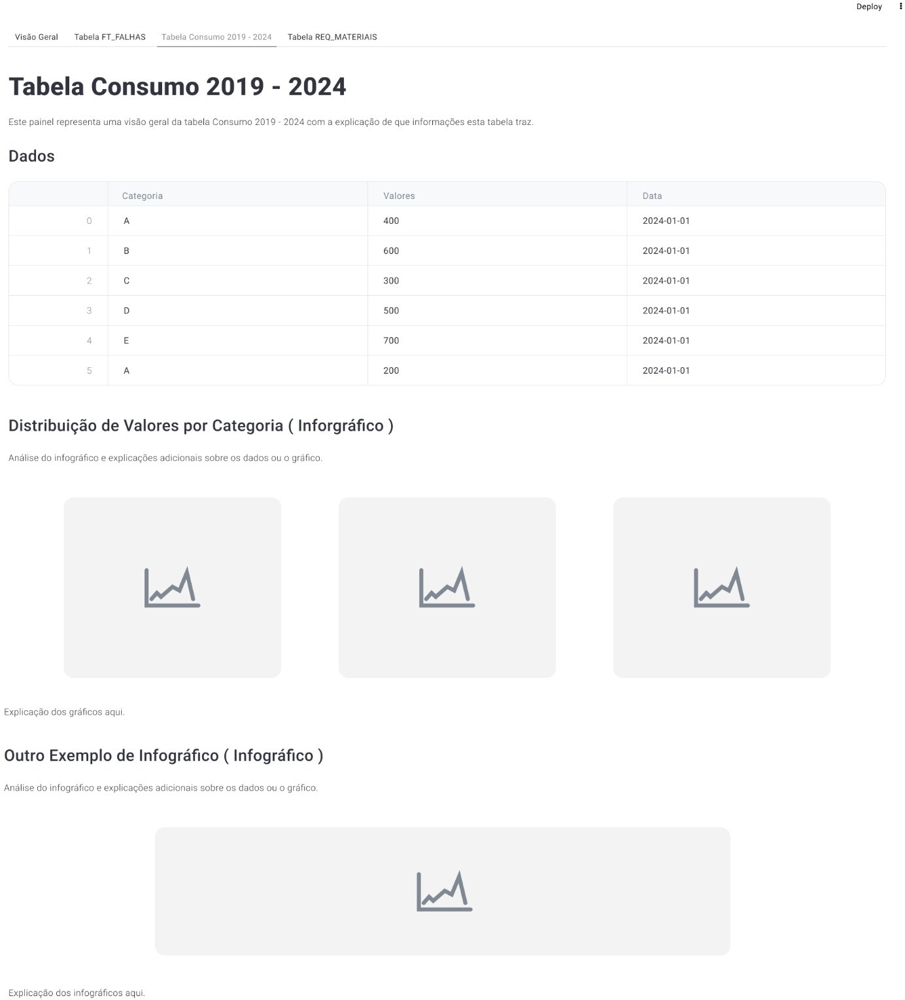 Deploy
Visão Geral Tabela FT_FALHAS Tabela Consumo 2019 - 2024 Tabela REQ_MATERIAIS
Tabela Consumo 2019 - 2024
Este painel representa uma visão geral da tabela Consumo 2019 - 2024 com a explicação de que informações esta tabela traz.
Dados
Categoria Valores Data
0 A 400 2024-01-01
1 B 600 2024-01-01
2 C 300 2024-01-01
3 D 500 2024-01-01
4 E 700 2024-01-01
5 A 200 2024-01-01
Distribuição de Valores por Categoria ( Inforgráfico )
Análise do infográfico e explicações adicionais sobre os dados ou o gráfico.
Explicação dos gráficos aqui.
Outro Exemplo de Infográfico ( Infográfico )
Análise do infográfico e explicações adicionais sobre os dados ou o gráfico.
Explicação dos infográficos aqui.